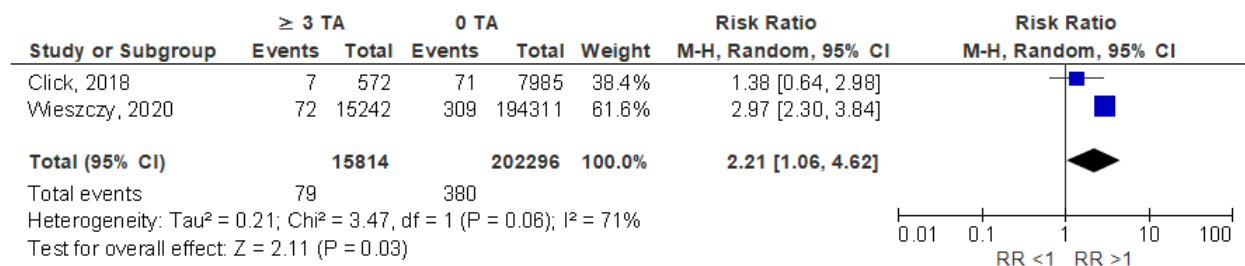 ≥ 3 TA 0 TA Risk Ratio Risk Ratio
Study or Subgroup Events Total Events Total Weight M-H, Random, 95% CI M-H, Random, 95% CI
Click, 2018 7 572 71 7985 38.4% 1.38 [0.64, 2.98]
Wieszczy, 2020 72 15242 309 194311 61.6% 2.97 [2.30, 3.84]
Total (95% CI) 15814 202296 100.0% 2.21 [1.06, 4.62]
Total events 79 380
Heterogeneity: Tau² = 0.21; Chi² = 3.47, df = 1 (P = 0.06); I² = 71%
Test for overall effect: Z = 2.11 (P = 0.03)
0.01 0.1 1 10 100
RR <1 RR >1